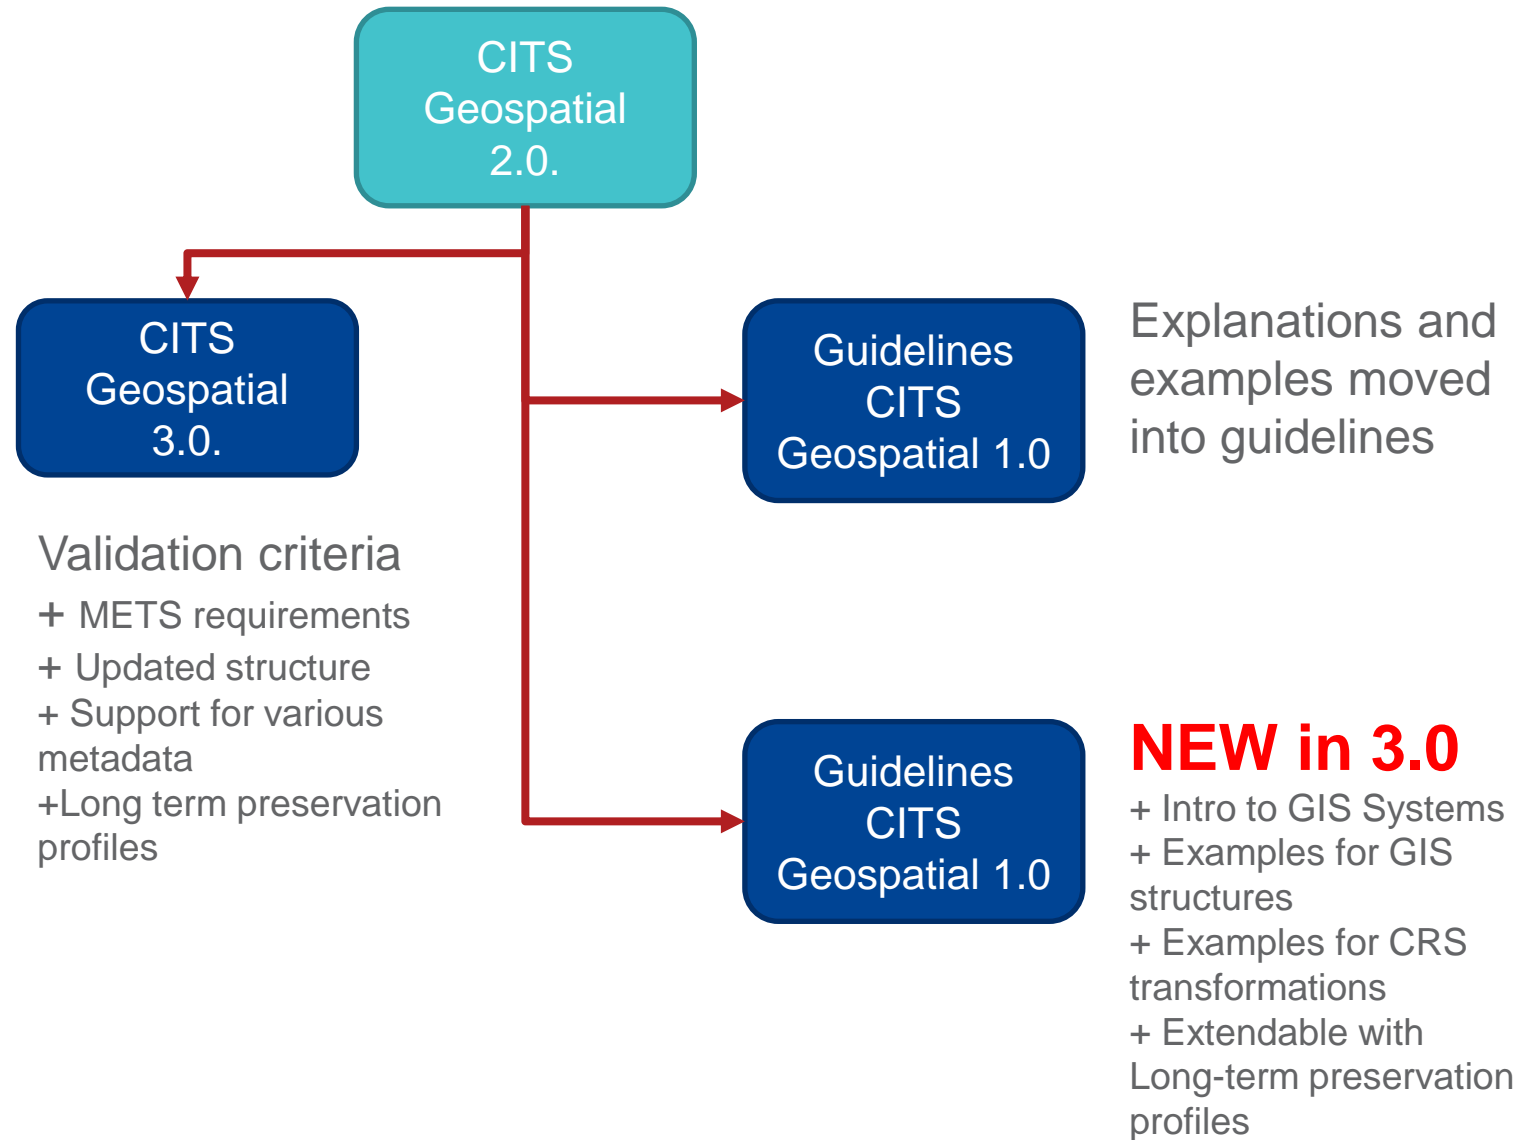 CITS
Geospatial
2.0.
CITS
Geospatial
3.0.
Validation criteria
+ METS requirements
+ Updated structure
+ Support for various
metadata
+Long term preservation
profiles
Guidelines
CITS
Geospatial 1.0
Explanations and
examples moved
into guidelines
Guidelines
CITS
Geospatial 1.0
NEW in 3.0
+ Intro to GIS Systems
+ Examples for GIS
structures
+ Examples for CRS
transformations
+ Extendable with
Long-term preservation
profiles